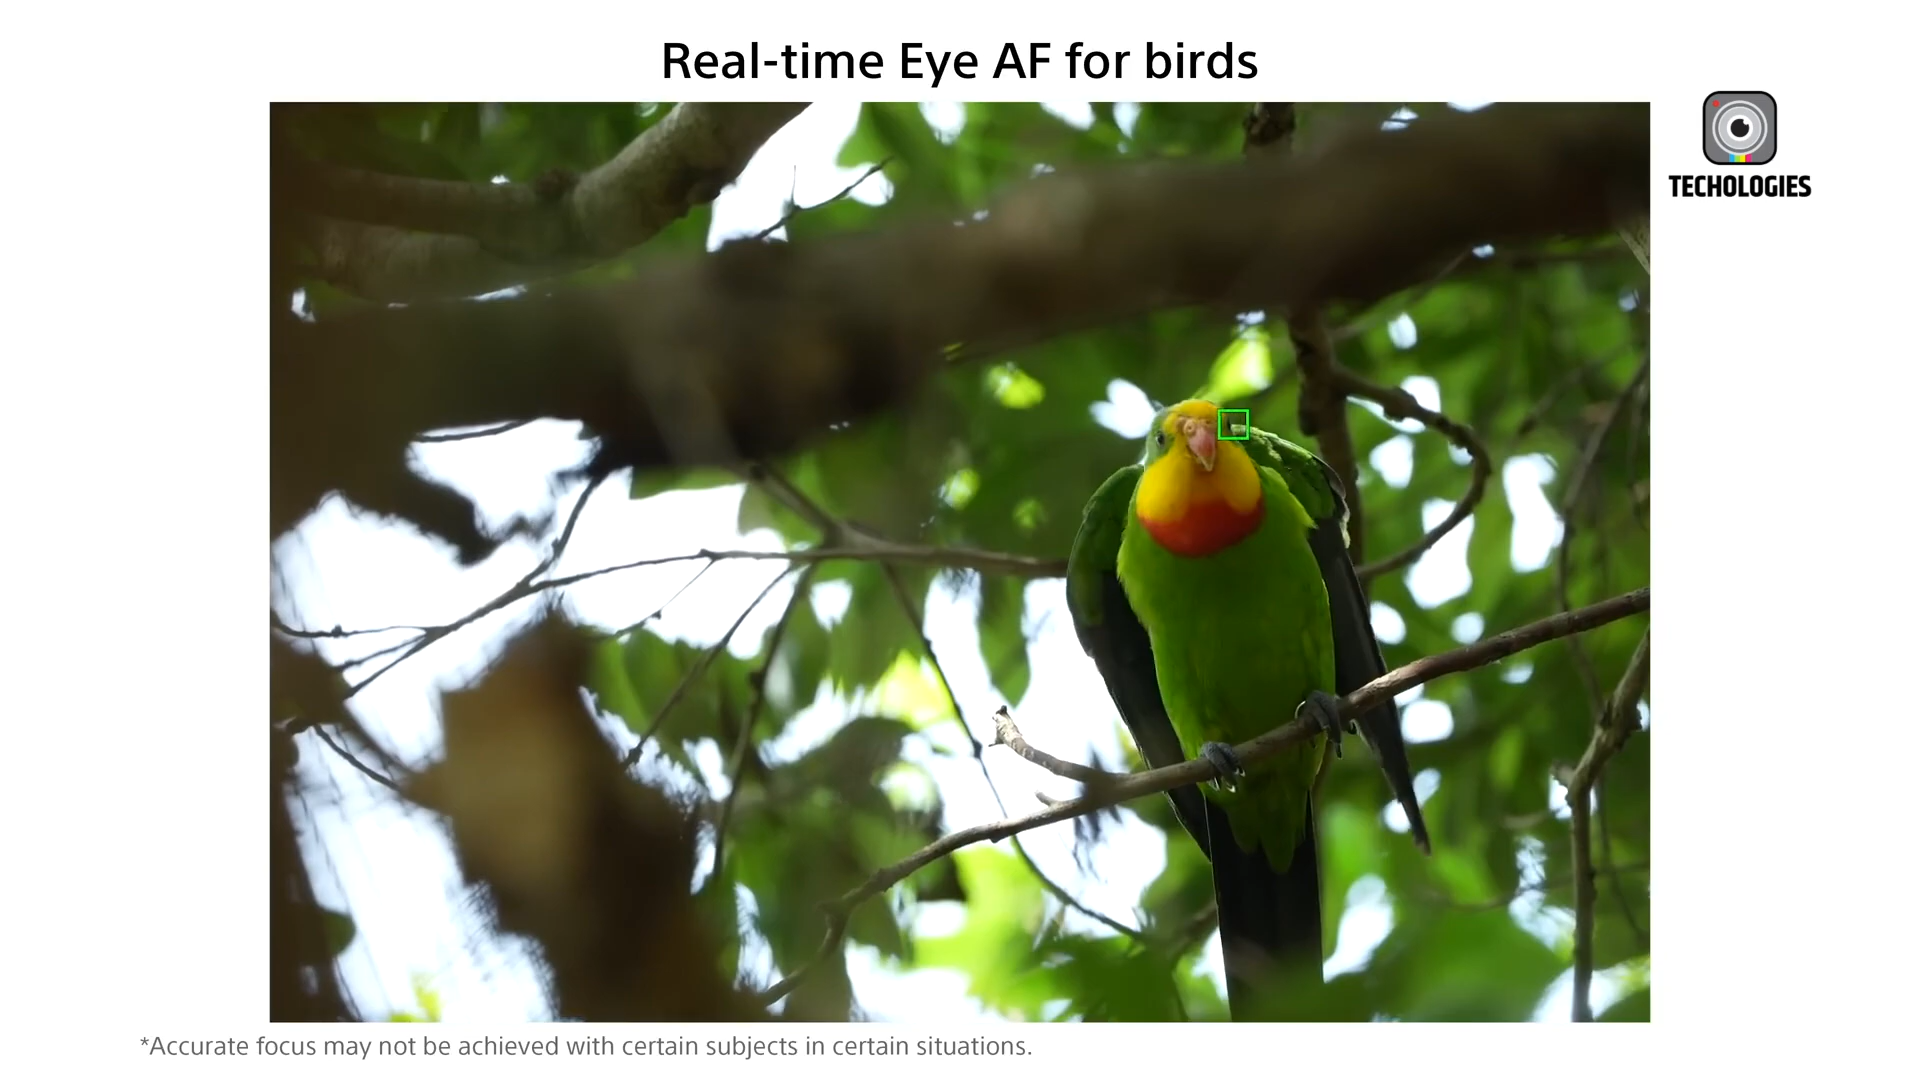 Real-time Eye AF for birds
TECHOLOGIES
*Accurate focus may not be achieved with certain subjects in certain situations.